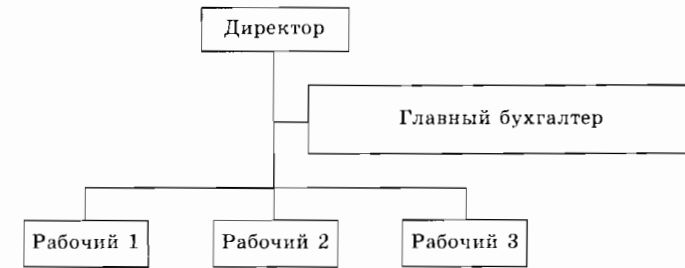 Директор
Главный бухгалтер
Рабочий 1
Рабочий 2
Рабочий 3